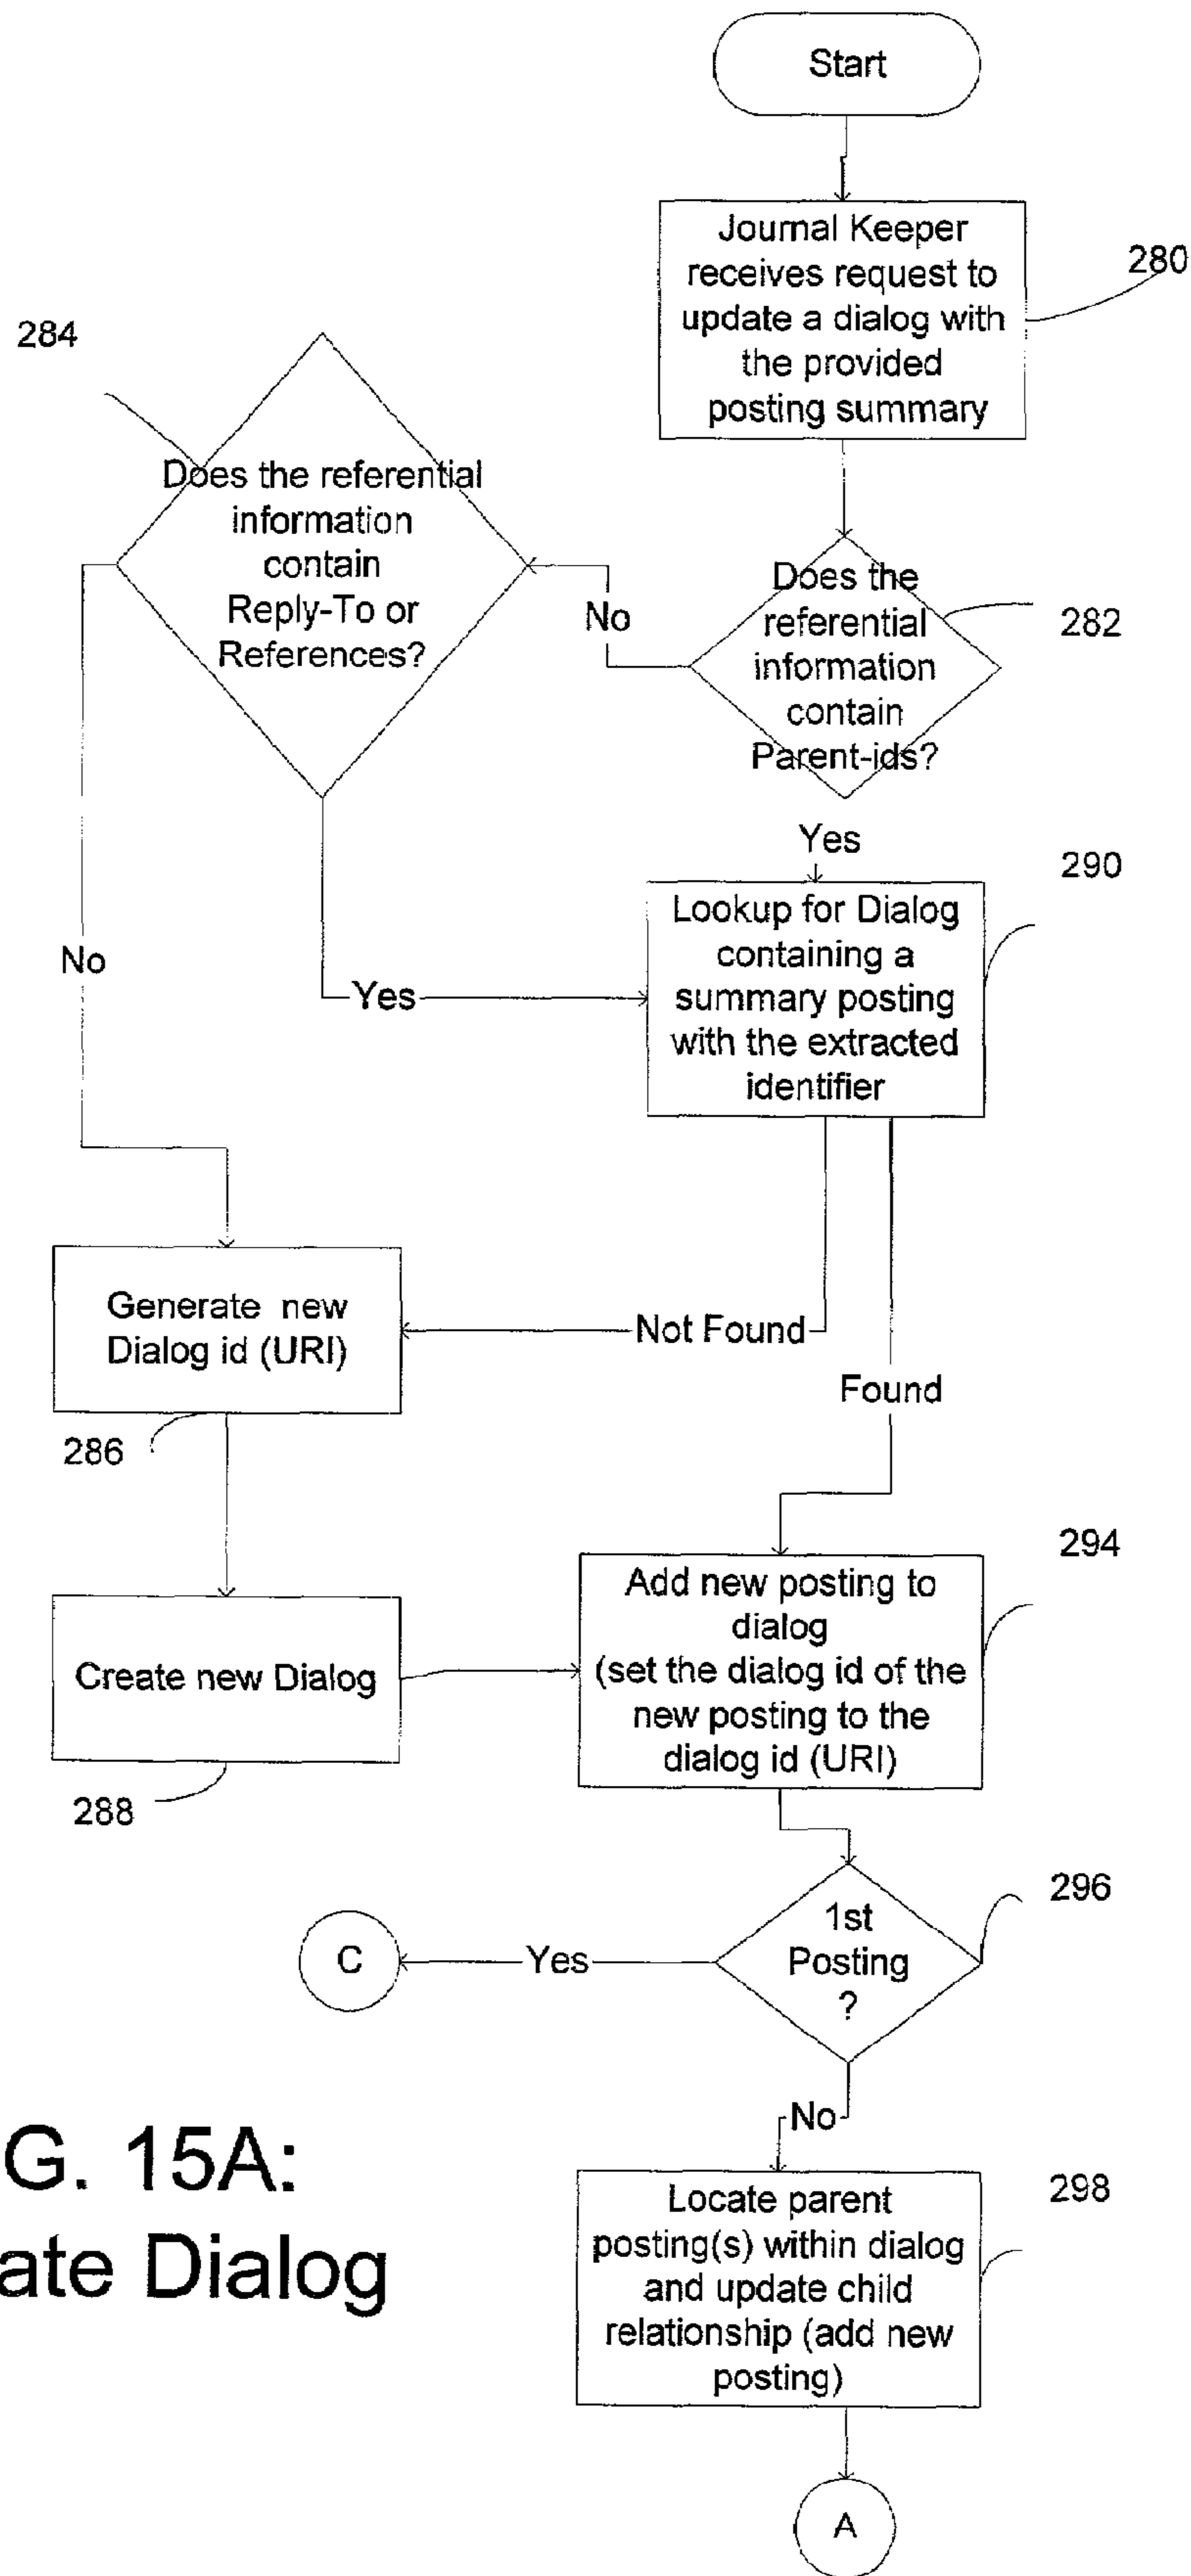 Start
Journal Keeper
receives request to
update a dialog with
the provided
posting summary
280
284
Does the referential
information
contain
Reply-To or
References?
No
Does the
referential
information
contain
Parent-ids?
282
Yes
290
Lookup for Dialog
containing a
summary posting
with the extracted
identifier
No
Yes
Generate new
Dialog id (URI)
286
Not Found
Found
294
Add new posting to
dialog
(set the dialog id of the
new posting to the
dialog id (URI)
Create new Dialog
288
296
1st
Posting
?
Yes
C
No
298
Locate parent
posting(s) within dialog
and update child
relationship (add new
posting)
A
G. 15A:
ate Dialog